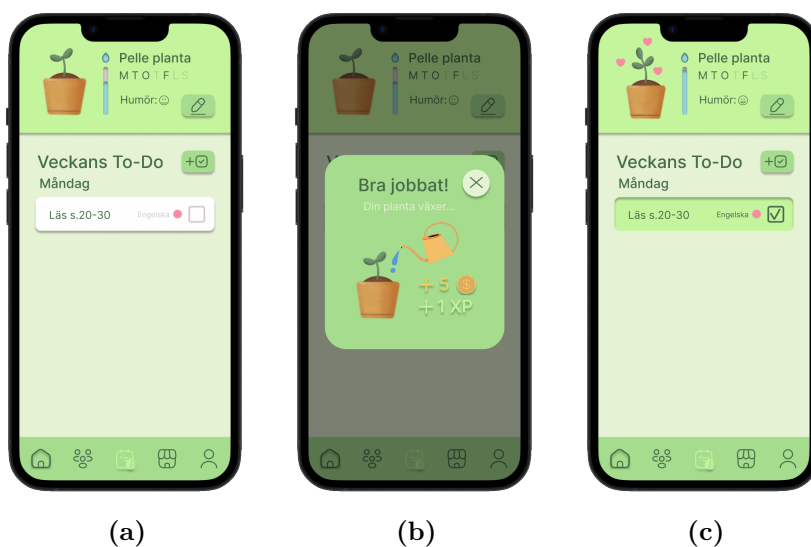 Pelle planta
M T O T F L S
Humör:
Veckans To-Do
Måndag
Läs s.20-30 Engelska
(a)
Pelle planta
M T O T F L S
Humör:
Bra jobbat!
Din planta växer...
+ 5 $
+ 1 XP
(b)
Pelle planta
M T O T F L S
Humör:
Veckans To-Do
Måndag
Läs s.20-30 Engelska
(c)